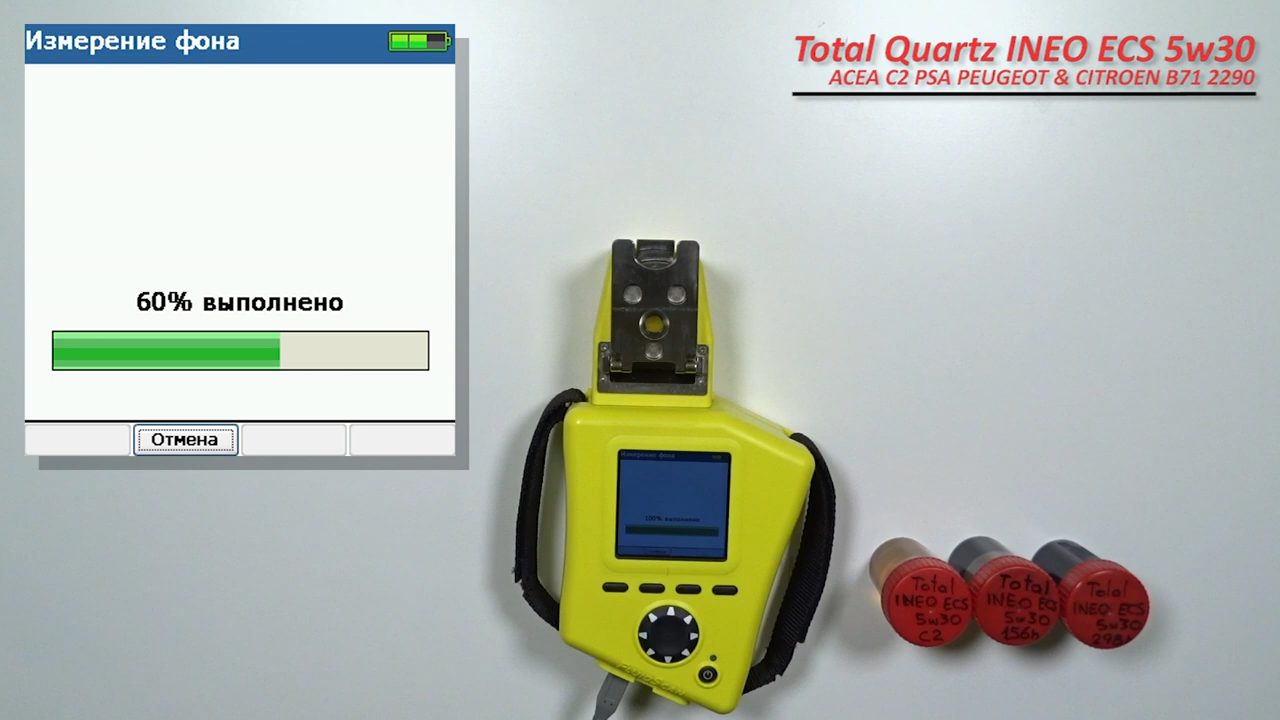 Измерение фона
60% выполнено
Отмена
Total Quartz INEO ECS 5w30
ACEA C2 PSA PEUGEOT & CITROEN B71 2290
Измерение фона
100% выполнено
Total
INEO ECS
5w30
C2
Total
INEO ECS
5w30
156h
Total
INEO ECS
5w30
298h